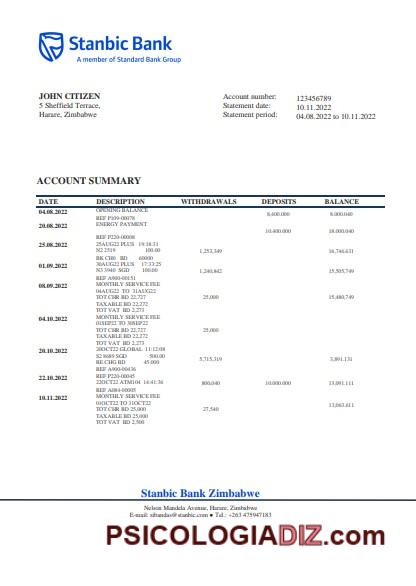 Stanbic Bank
A member of Standard Bank Group
JOHN CITIZEN
5 Sheffield Terrace,
Harare, Zimbabwe
Account number: 123456789
Statement date: 10.11.2022
Statement period: 04.08.2022 to 10.11.2022
ACCOUNT SUMMARY
DATE DESCRIPTION WITHDRAWALS DEPOSITS BALANCE
04.08.2022 OPENING BALANCE 8,400.000 8.000.040
REF P109-00078
20.08.2022 ENERGY PAYMENT 10.400.000 18.000.040
REF P220-00008
25.08.2022 25AUG22 PLUS 19:18:31
N2 2519 100.00 1,253,349 16,746.631
BK CHG BD 60000
01.09.2022 30AUG22 PLUS 17:33:25
N3 3940 SGD 100.00 1,240,842 15,505,749
REF A900-00151
08.09.2022 MONTHLY SERVICE FEE
04AUG22 TO 31AUG22
TOT CHR BD 22,727 25,000 15,480,749
TAXABLE BD 22,272
TOT VAT BD 2,273
04.10.2022 MONTHLY SERVICE FEE
01SEP22 TO 30SEP22
TOT CHR BD 22,727 25,000
TAXABLE BD 22,272
TOT VAT BD 2,273
20.10.2022 20OCT22 GLOBAL 11:12:08
S2 8689 SGD 500.00 5,715,319 3,891.131
BE CHG BD 45.000
REF A900-00436
22.10.2022 REF P220-00045
22OCT22 ATM104 14:41:36 800,040 10.000.000 13,091.111
REF A084-00005
10.11.2022 MONTHLY SERVICE FEE 13,063.611
01OCT22 TO 31OCT22
TOT CHR BD 25,000 27,540
TAXABLE BD 25,000
TOT VAT BD 2,500
Stanbic Bank Zimbabwe
Nelson Mandela Avenue, Harare, Zimbabwe
E-mail: sibandas@stanbic.com ● Tel.: +263 475947183
PSICOLOGIADIZ.com